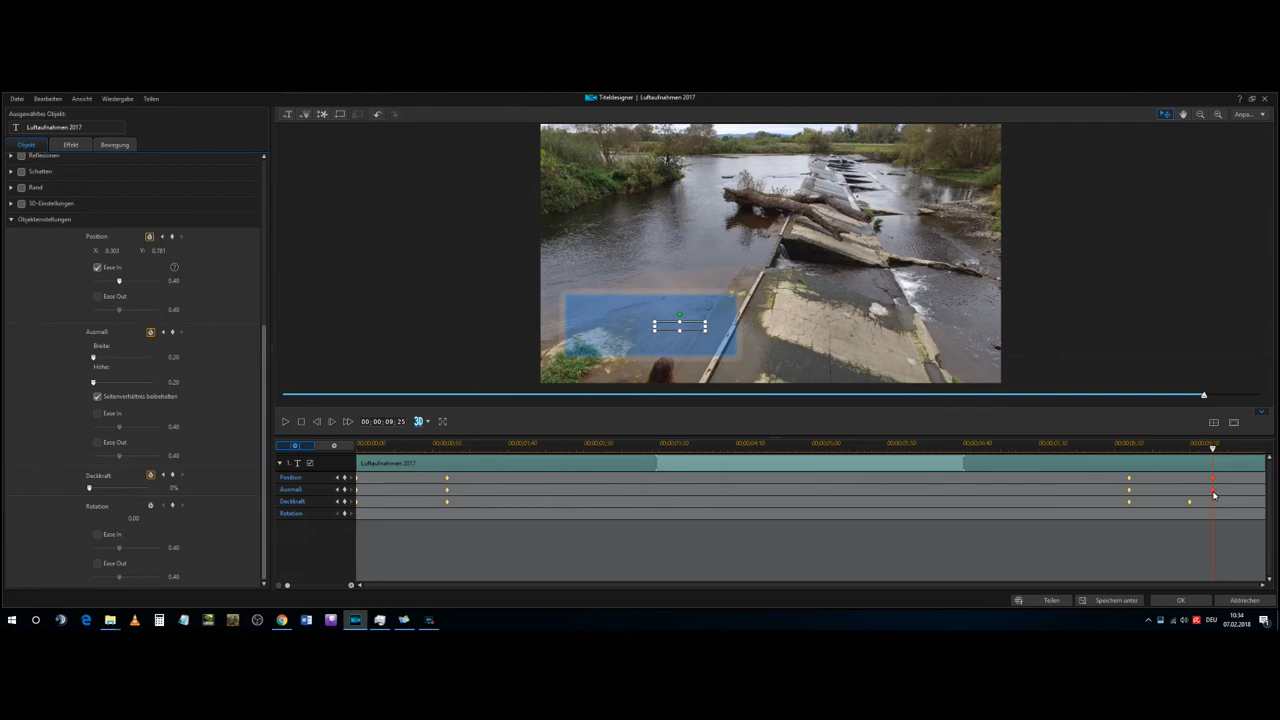 Titeldesigner | Luftaufnahmen 2017
Datei Bearbeiten Ansicht Wiedergabe Teilen
Ausgewähltes Objekt:
Luftaufnahmen 2017
Anpa...
Objekt Effekt Bewegung
Reflexionen
Schatten
Rand
3D-Einstellungen
Objekteinstellungen
Position
X: 0.303 Y: 0.781
Ease In
0.40
Ease Out
0.40
Ausmaß
Breite:
0.20
Höhe:
0.20
Seitenverhältnis beibehalten
Ease In
0.40
Ease Out
0.40
Deckkraft
0%
Rotation
0.00
Ease In
0.40
Ease Out
0.40
00; 00; 09; 25 3D
1. T Luftaufnahmen 2017
Position
Ausmaß
Deckkraft
Rotation
Teilen Speichern unter OK Abbrechen
DEU 10:34
07.02.2018